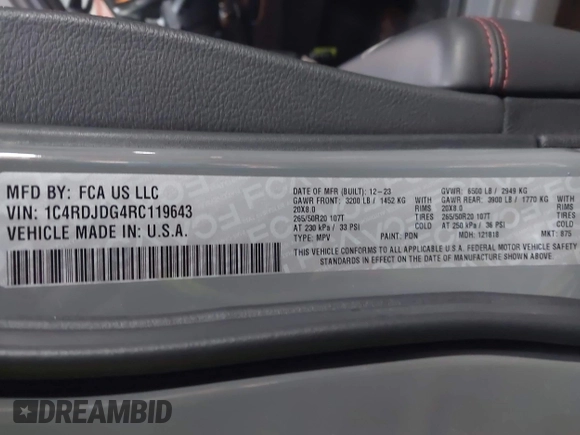 MFD BY: FCA US LLC
VIN: 1C4RDJDG4RC119643
VEHICLE MADE IN: U.S.A.
DATE OF MFR (BUILT): 12-23
GVWR: 6500 LB / 2949 KG
GAWR FRONT: 3200 LB / 1452 KG
WITH
GAWR REAR: 3900 LB / 1770 KG
WITH
20X8.0
RIMS
20X8.0
RIMS
265/50R20 107T
TIRES
265/50R20 107T
TIRES
AT 230 kPa / 33 PSI
COLD
AT 250 kPa / 36 PSI
COLD
TYPE: MPV
PAINT: PDN
MDH: 121818
MKT: 875
CONFORMS TO ALL APPLICABLE U.S.A. FEDERAL MOTOR VEHICLE SAFETY
STANDARDS IN EFFECT ON THE DATE OF MANUFACTURE SHOWN ABOVE.
DREAMBID